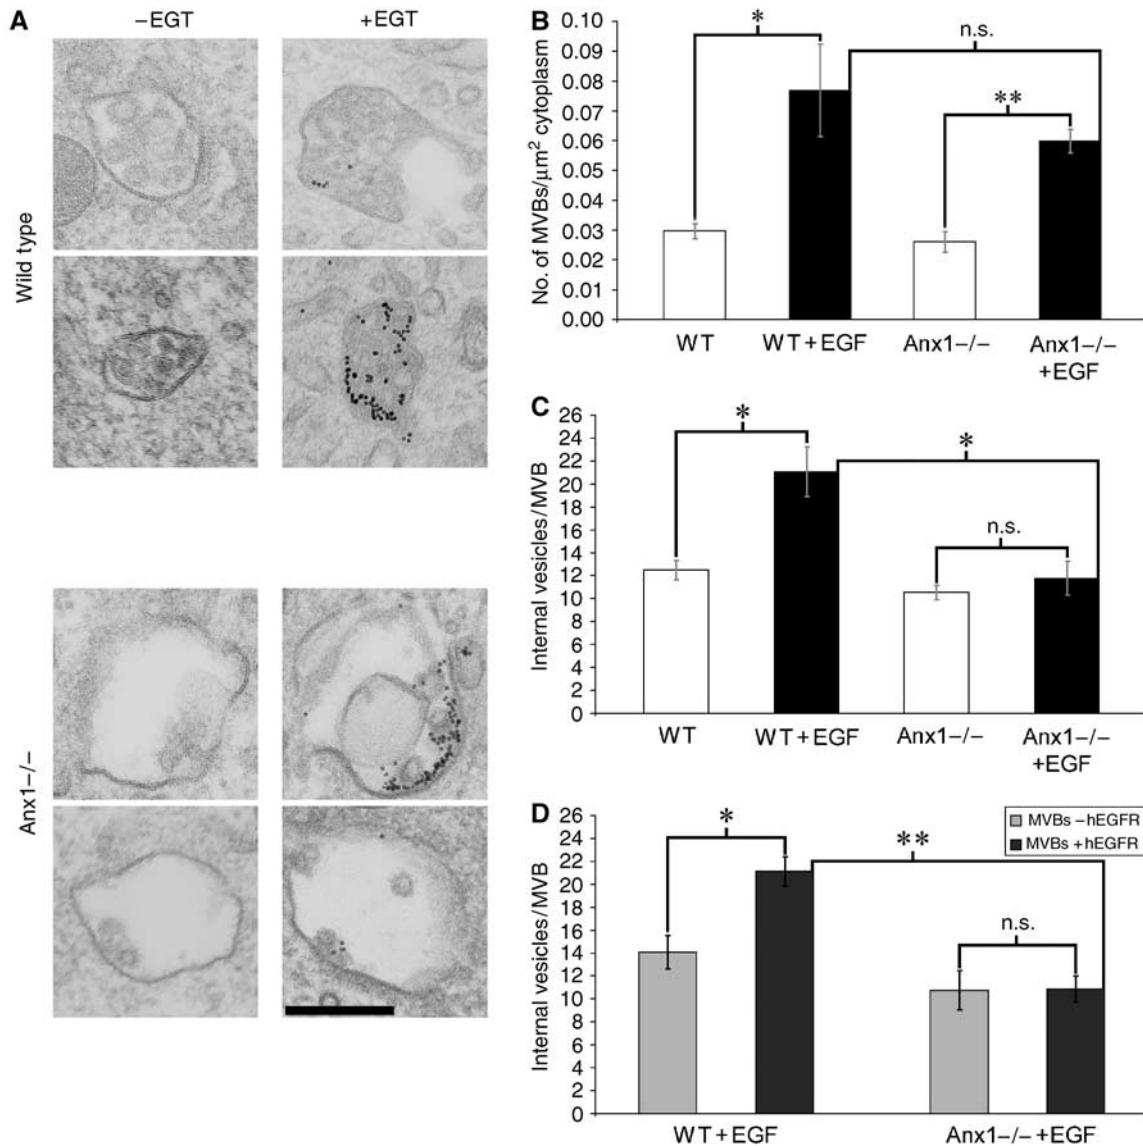 A
−EGT
+EGT
Wild type
Anx1−/−
B
No. of MVBs/µm² cytoplasm
0.10
0.09
0.08
0.07
0.06
0.05
0.04
0.03
0.02
0.01
0.00
*
n.s.
**
WT
WT+EGF
Anx1−/−
Anx1−/−
+EGF
C
Internal vesicles/MVB
26
24
22
20
18
16
14
12
10
8
6
4
2
0
*
*
n.s.
WT
WT+EGF
Anx1−/−
Anx1−/−
+EGF
D
Internal vesicles/MVB
26
24
22
20
18
16
14
12
10
8
6
4
2
0
MVBs −hEGFR
MVBs +hEGFR
*
**
n.s.
WT+EGF
Anx1−/−+EGF